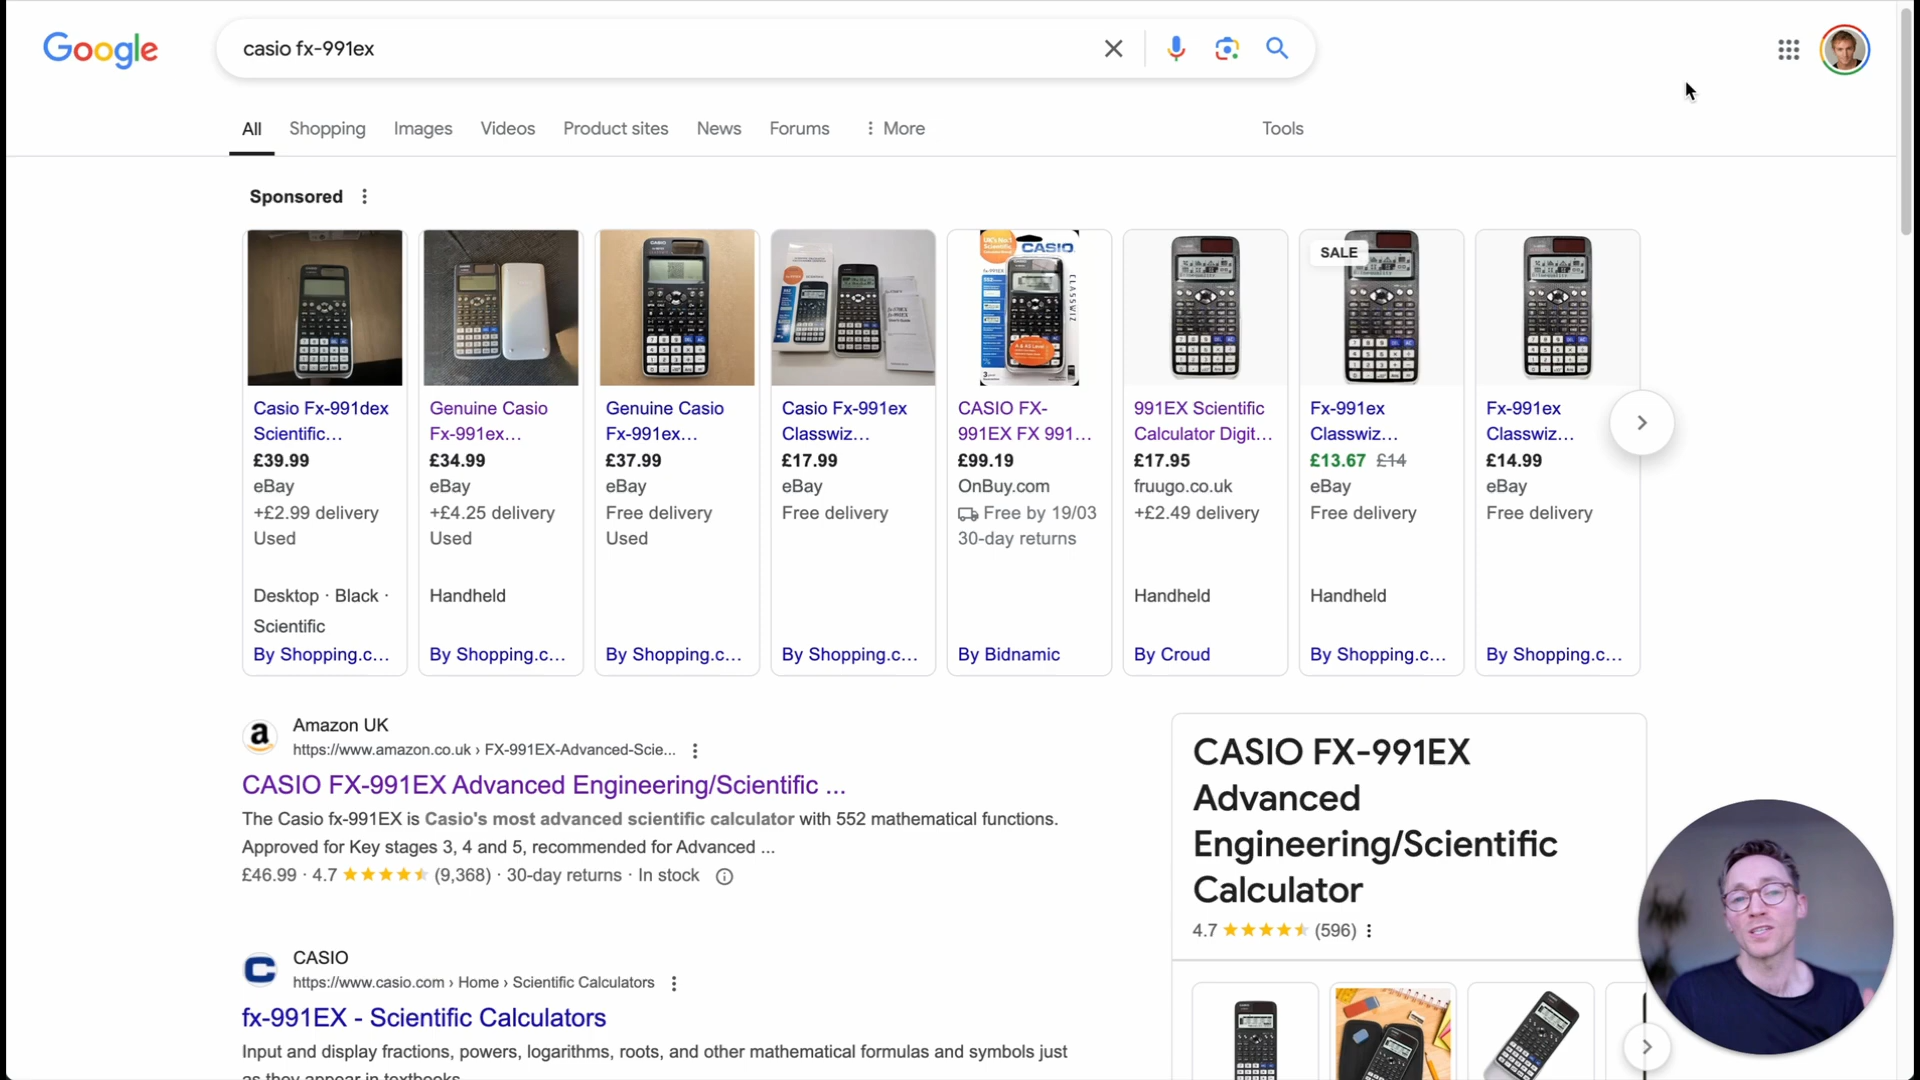 Google
casio fx-991ex
All
Shopping
Images
Videos
Product sites
News
Forums
More
Tools
Sponsored
Casio Fx-991dex
Scientific...
£39.99
eBay
+£2.99 delivery
Used
Desktop · Black ·
Scientific
By Shopping.c...
Genuine Casio
Fx-991ex...
£34.99
eBay
+£4.25 delivery
Used
Handheld
By Shopping.c...
Genuine Casio
Fx-991ex...
£37.99
eBay
Free delivery
Used
By Shopping.c...
Casio Fx-991ex
Classwiz...
£17.99
eBay
Free delivery
By Shopping.c...
CASIO
CLASSWIZ
CASIO FX-
991EX FX 991...
£99.19
OnBuy.com
Free by 19/03
30-day returns
By Bidnamic
991EX Scientific
Calculator Digit...
£17.95
fruugo.co.uk
+£2.49 delivery
Handheld
By Croud
SALE
Fx-991ex
Classwiz...
£13.67 £14
eBay
Free delivery
Handheld
By Shopping.c...
Fx-991ex
Classwiz...
£14.99
eBay
Free delivery
By Shopping.c...
a
Amazon UK
https://www.amazon.co.uk › FX-991EX-Advanced-Scie...
CASIO FX-991EX Advanced Engineering/Scientific ...
The Casio fx-991EX is Casio's most advanced scientific calculator with 552 mathematical functions.
Approved for Key stages 3, 4 and 5, recommended for Advanced ...
£46.99 · 4.7 (9,368) · 30-day returns · In stock
C
CASIO
https://www.casio.com › Home › Scientific Calculators
fx-991EX - Scientific Calculators
Input and display fractions, powers, logarithms, roots, and other mathematical formulas and symbols just
as they appear in textbooks
CASIO FX-991EX
Advanced
Engineering/Scientific
Calculator
4.7 (596)